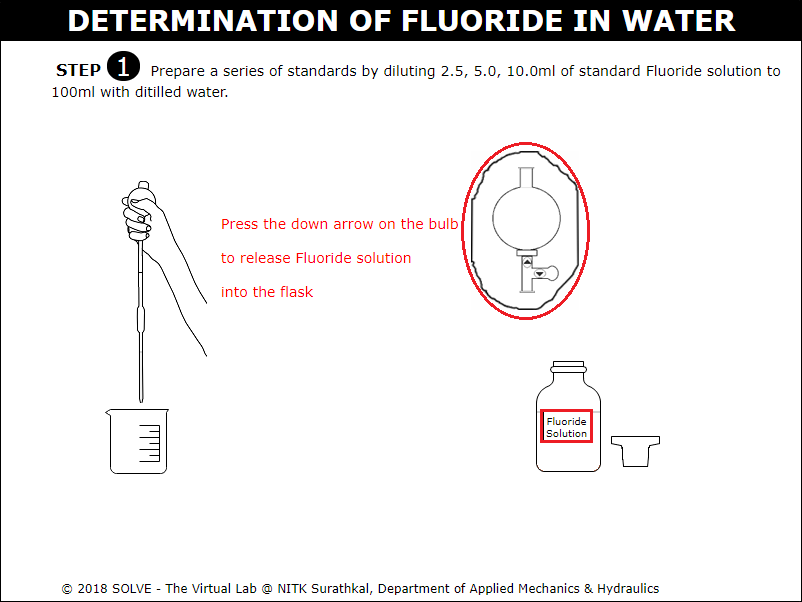 DETERMINATION OF FLUORIDE IN WATER
STEP 1 Prepare a series of standards by diluting 2.5, 5.0, 10.0ml of standard Fluoride solution to
100ml with ditilled water.
Press the down arrow on the bulb
to release Fluoride solution
into the flask
Fluoride
Solution
© 2018 SOLVE - The Virtual Lab @ NITK Surathkal, Department of Applied Mechanics & Hydraulics